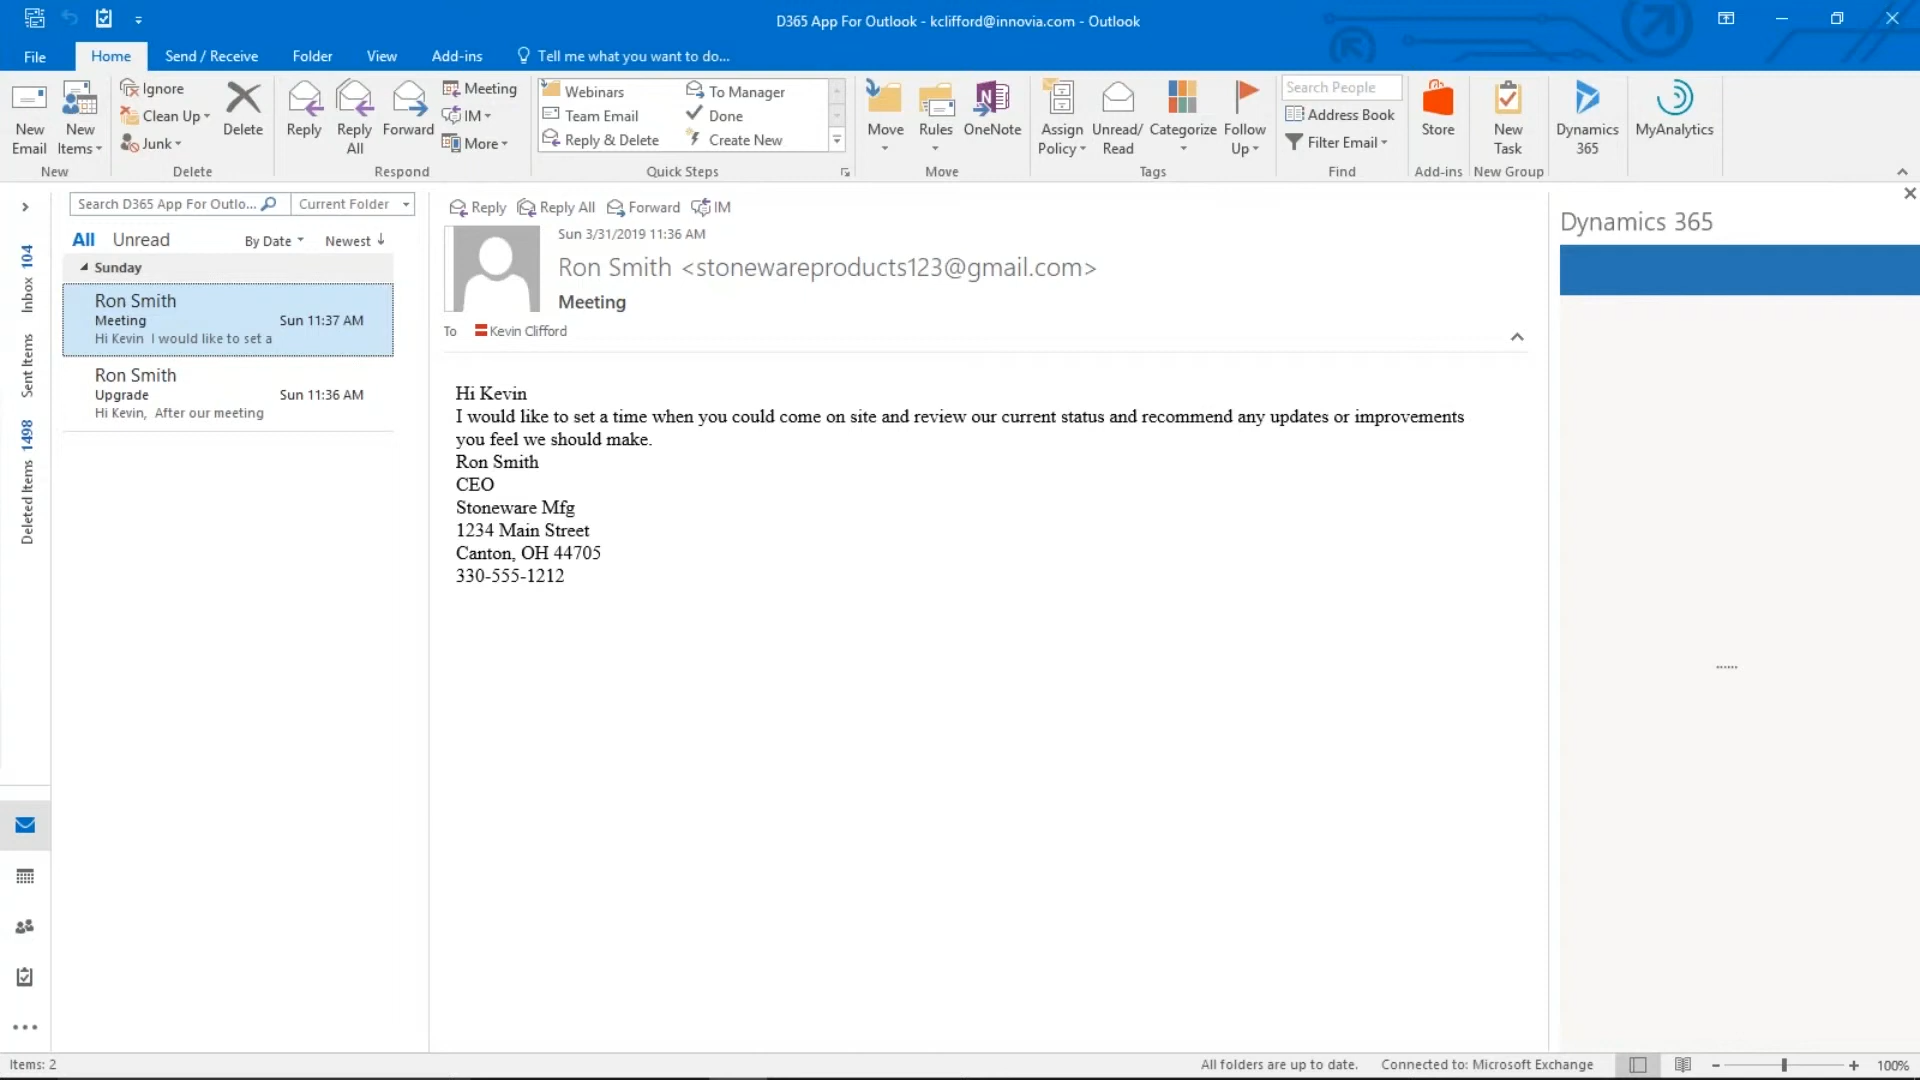 D365 App For Outlook - kclifford@innovia.com - Outlook
File Home Send / Receive Folder View Add-ins Tell me what you want to do...
New Email
New Items
New
Ignore
Clean Up
Junk
Delete
Delete
Reply
Reply All
Forward
Meeting
IM
More
Respond
Webinars
Team Email
Reply & Delete
To Manager
Done
Create New
Quick Steps
Move
Rules
OneNote
Move
Assign Policy
Unread/ Read
Categorize
Follow Up
Tags
Search People
Address Book
Filter Email
Find
Store
Add-ins
New Task
New Group
Dynamics 365
MyAnalytics
Inbox 104
Sent Items
Deleted Items 1498
Search D365 App For Outlo... Current Folder
All Unread By Date Newest
Sunday
Ron Smith
Meeting Sun 11:37 AM
Hi Kevin I would like to set a
Ron Smith
Upgrade Sun 11:36 AM
Hi Kevin, After our meeting
Reply Reply All Forward IM
Sun 3/31/2019 11:36 AM
Ron Smith <stonewareproducts123@gmail.com>
Meeting
To Kevin Clifford
Hi Kevin
I would like to set a time when you could come on site and review our current status and recommend any updates or improvements
you feel we should make.
Ron Smith
CEO
Stoneware Mfg
1234 Main Street
Canton, OH 44705
330-555-1212
Dynamics 365
Items: 2
All folders are up to date. Connected to: Microsoft Exchange
100%